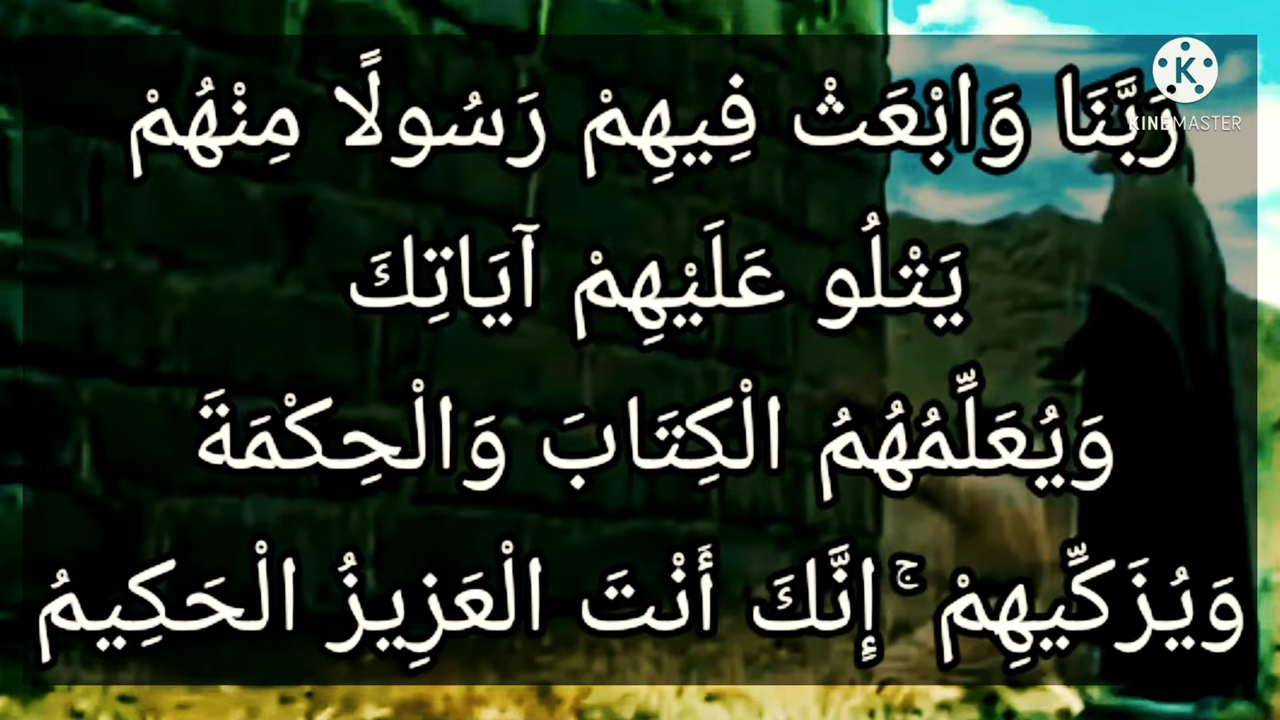 رَبَّنَا وَابْعَثْ فِيهِمْ رَسُولًا مِنْهُمْ
يَتْلُو عَلَيْهِمْ آيَاتِكَ
وَيُعَلِّمُهُمُ الْكِتَابَ وَالْحِكْمَةَ
وَيُزَكِّيهِمْ ۚ إِنَّكَ أَنْتَ الْعَزِيزُ الْحَكِيمُ
K
KINEMASTER